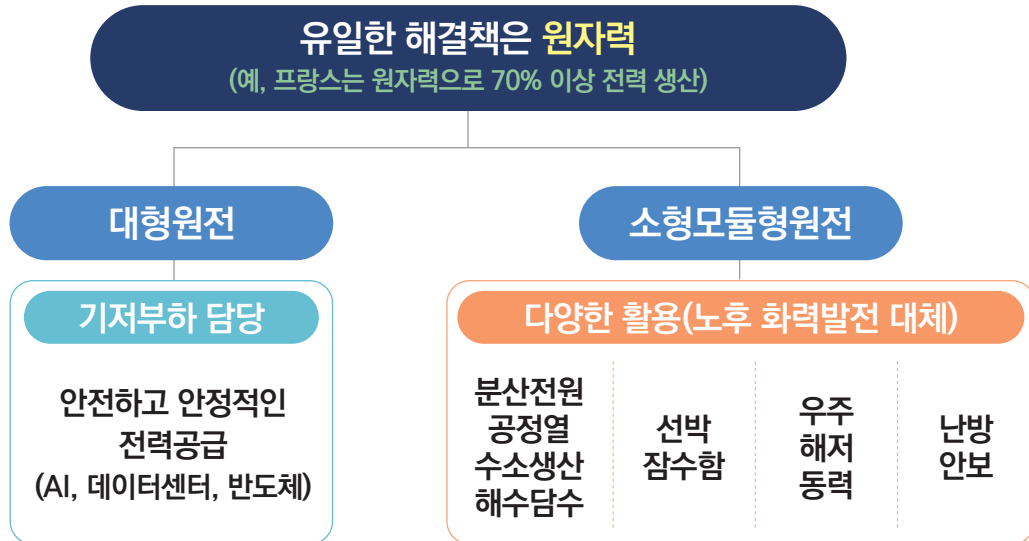 유일한 해결책은 원자력
(예, 프랑스는 원자력으로 70% 이상 전력 생산)
대형원전
소형모듈형원전
기저부하 담당
안전하고 안정적인
전력공급
(AI, 데이터센터, 반도체)
다양한 활용(노후 화력발전 대체)
분산전원
공정열
수소생산
해수담수
선박
잠수함
우주
해저
동력
난방
안보